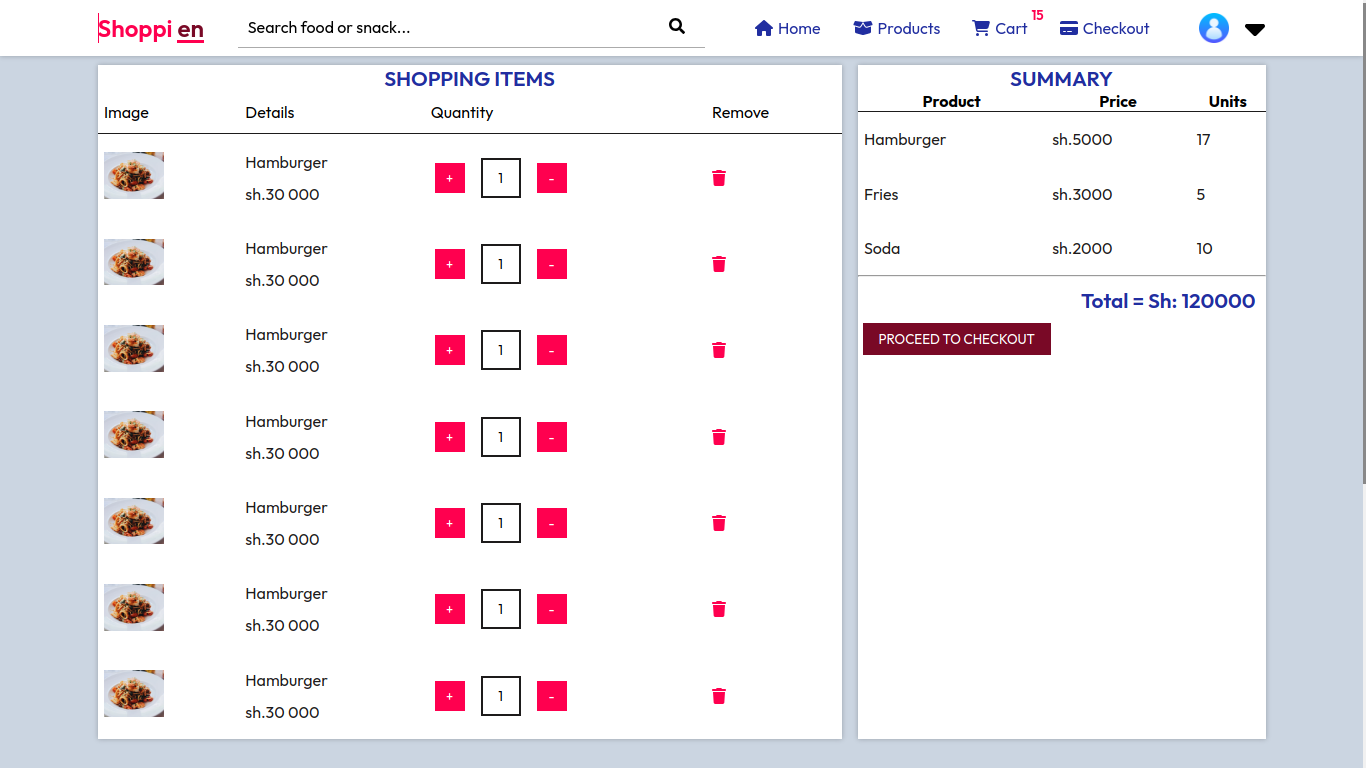 Shoppi en
Search food or snack...
Home
Products
Cart
15
Checkout
SHOPPING ITEMS
Image Details Quantity Remove
Hamburger
sh.30 000
+ 1 -
Hamburger
sh.30 000
+ 1 -
Hamburger
sh.30 000
+ 1 -
Hamburger
sh.30 000
+ 1 -
Hamburger
sh.30 000
+ 1 -
Hamburger
sh.30 000
+ 1 -
Hamburger
sh.30 000
+ 1 -
SUMMARY
Product Price Units
Hamburger sh.5000 17
Fries sh.3000 5
Soda sh.2000 10
Total = Sh: 120000
PROCEED TO CHECKOUT